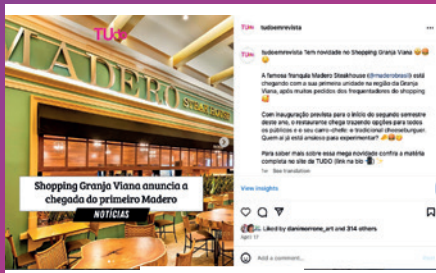 TUdo
MADERO
STEAKHOUSE
Shopping Granja Viana anuncia a
chegada do primeiro Madero
NOTÍCIAS
tudoemrevista
tudoemrevista Tem novidade no Shopping Granja Viana
A famosa franquia Madero Steakhouse (@maderobrasil) está
chegando com a sua primeira unidade na região da Granja
Viana, após muitos pedidos dos frequentadores do shopping
Com inauguração prevista para o início do segundo semestre
deste ano, o restaurante chega trazendo opções para todos
os públicos e o seu carro-chefe: o tradicional cheeseburguer.
Quem aí já está ansioso para experimentar?
Para saber mais sobre essa mega novidade confira a matéria
completa no site de TUDO (link na bio
1w See translation
View Insights
Liked by danimorrone_art and 314 others
April 17
Add a comment...